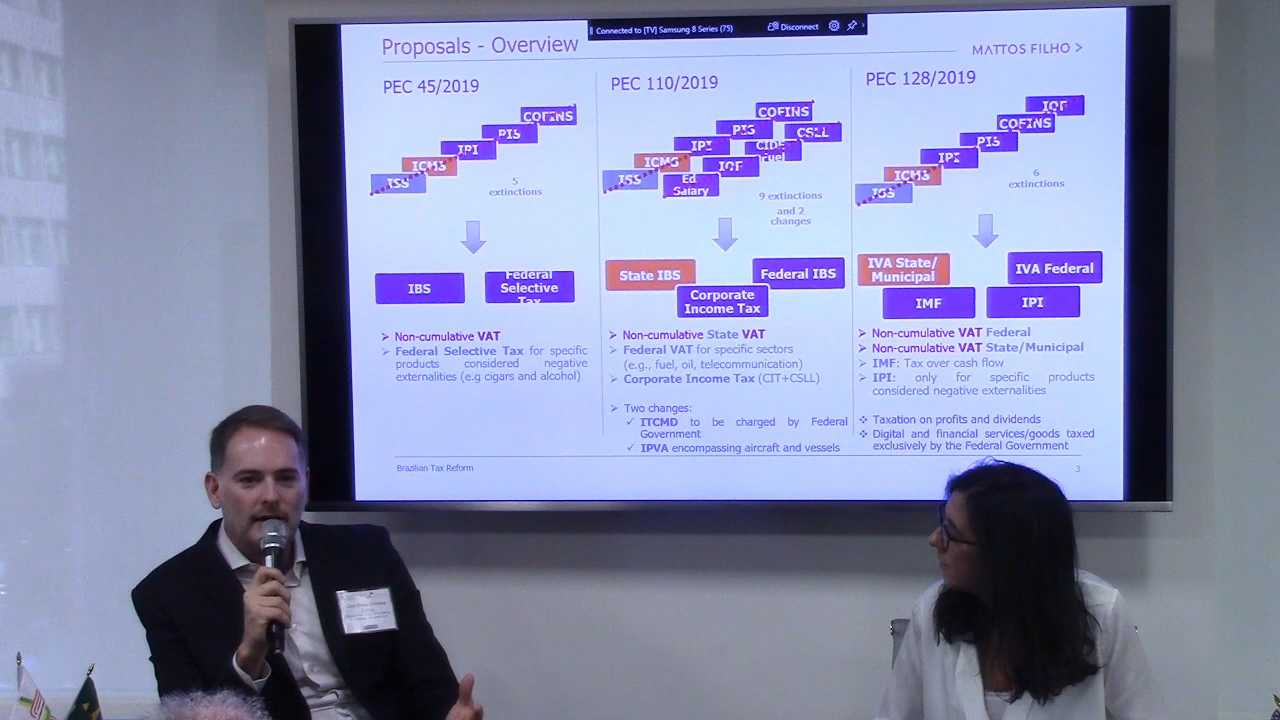 Connected to [TV] Samsung 8 Series (75)
Disconnect
Proposals - Overview
MATTOS FILHO >
PEC 45/2019
COFINS
PIS
IPI
ICMS
ISS
5
extinctions
IBS
Federal
Selective
Tax
➢ Non-cumulative VAT
➢ Federal Selective Tax for specific
products considered negative
externalities (e.g cigars and alcohol)
PEC 110/2019
COFINS
PIS
CSLL
IPI
CIDE
Fuel
ICMS
IOF
ISS
Ed
Salary
9 extinctions
and 2
changes
State IBS
Federal IBS
Corporate
Income Tax
➢ Non-cumulative State VAT
➢ Federal VAT for specific sectors
(e.g., fuel, oil, telecommunication)
➢ Corporate Income Tax (CIT+CSLL)
➢ Two changes:
✓ ITCMD to be charged by Federal
Government
✓ IPVA encompassing aircraft and vessels
PEC 128/2019
IOF
COFINS
PIS
IPI
ICMS
ISS
6
extinctions
IVA State/
Municipal
IVA Federal
IMF
IPI
➢ Non-cumulative VAT Federal
➢ Non-cumulative VAT State/Municipal
➢ IMF: Tax over cash flow
➢ IPI: only for specific products
considered negative externalities
❖ Taxation on profits and dividends
❖ Digital and financial services/goods taxed
exclusively by the Federal Government
Brazilian Tax Reform
3